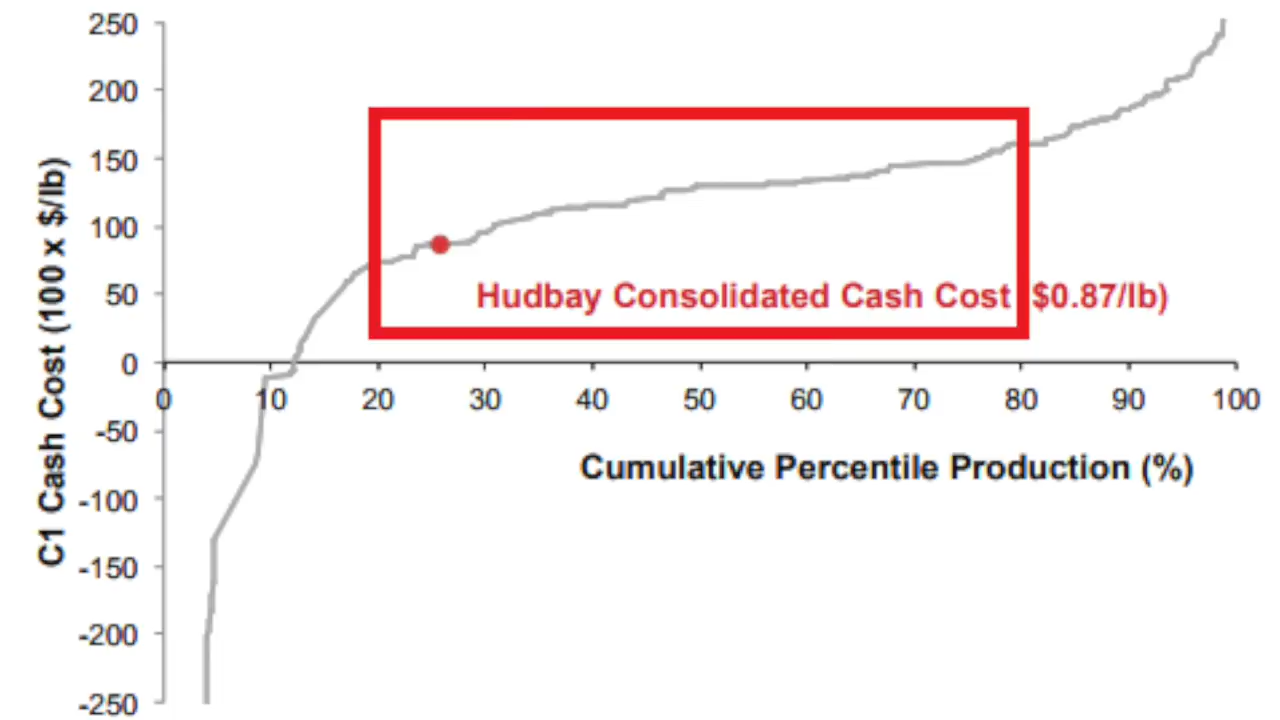 250
200
150
100
50
0
-50
-100
-150
-200
-250
C1 Cash Cost (100 x $/lb)
Hudbay Consolidated Cash Cost $0.87/lb)
0 10 20 30 40 50 60 70 80 90 100
Cumulative Percentile Production (%)